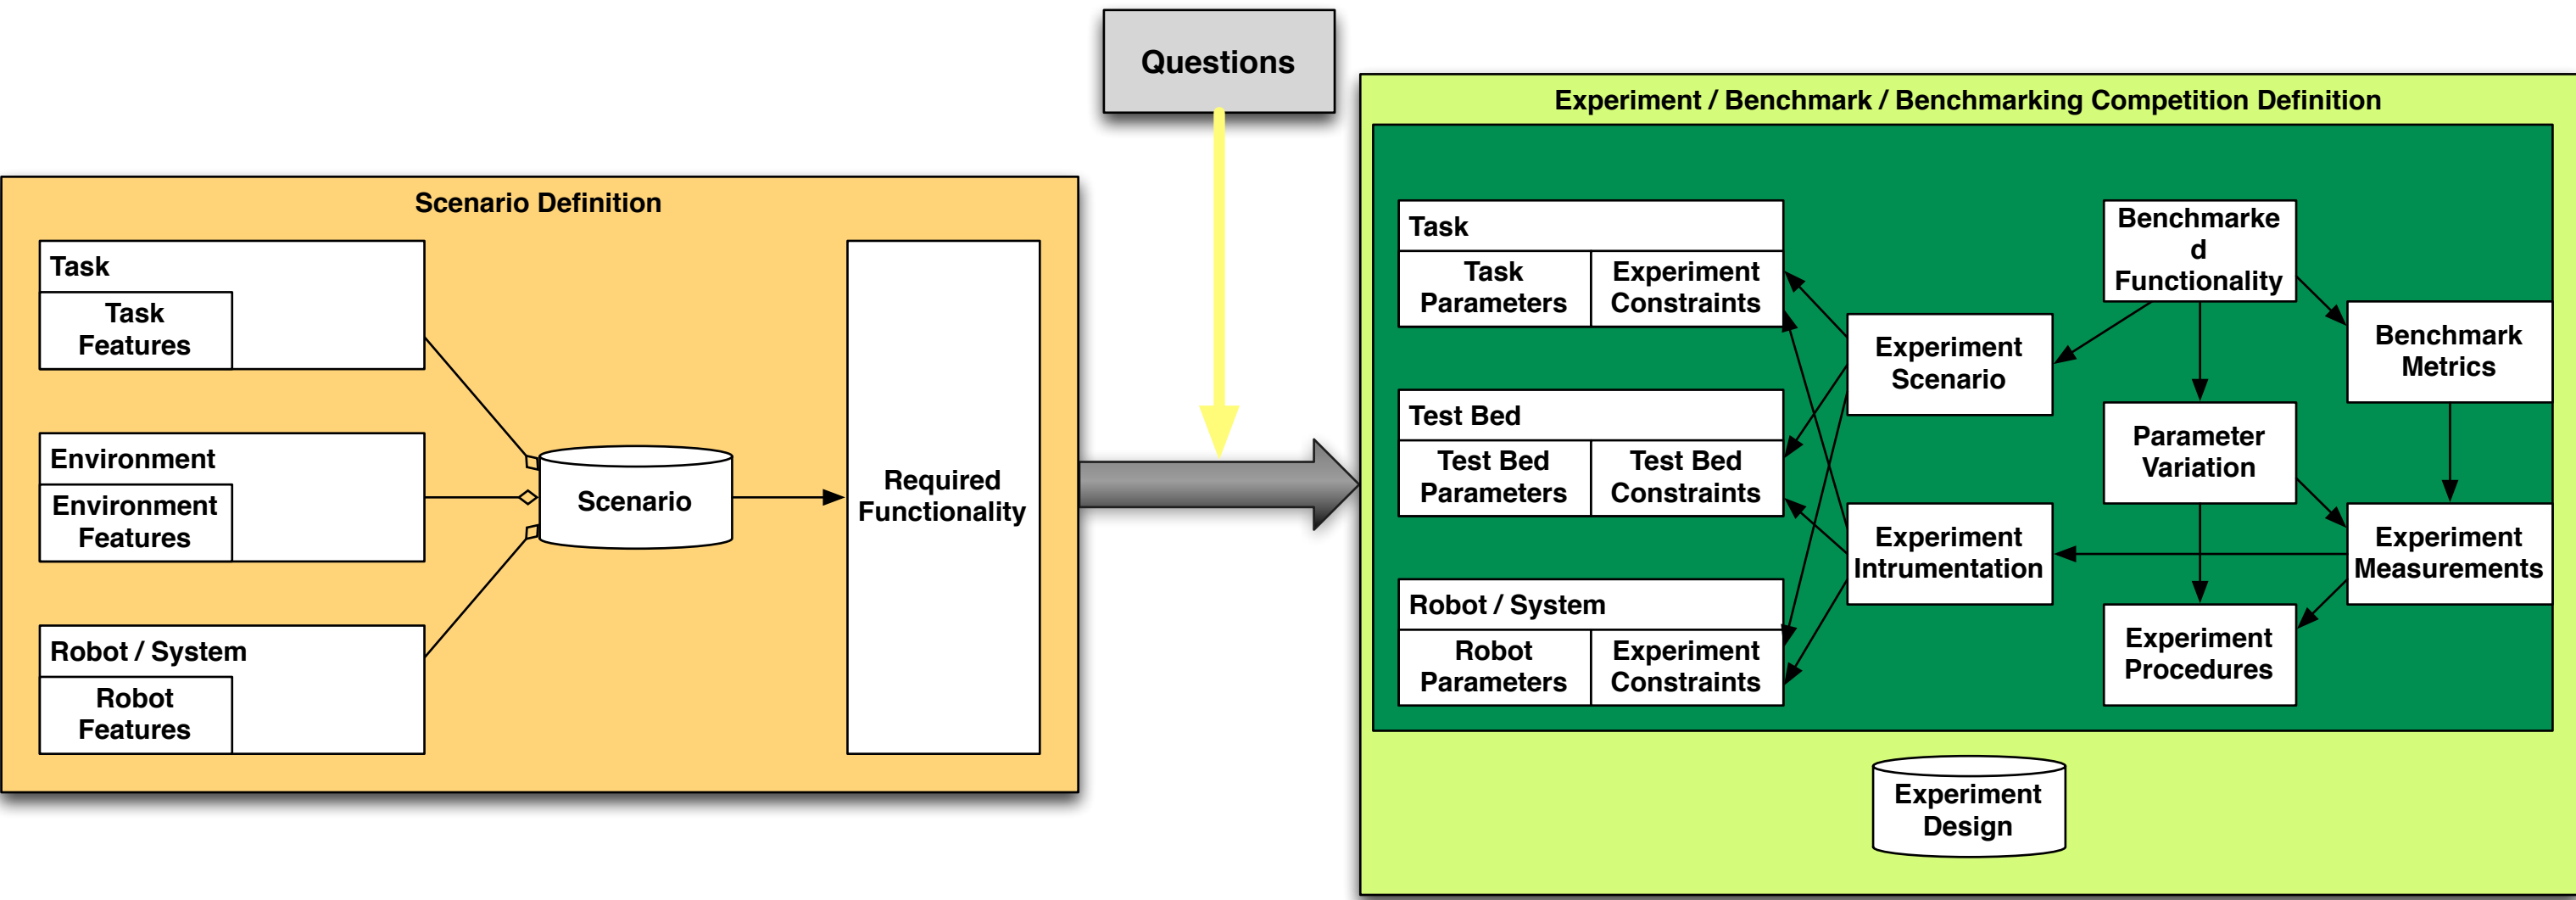 Questions
Scenario Definition
Task
Task
Features
Environment
Environment
Features
Robot / System
Robot
Features
Scenario
Required
Functionality
Experiment / Benchmark / Benchmarking Competition Definition
Task
Task
Parameters
Experiment
Constraints
Test Bed
Test Bed
Parameters
Test Bed
Constraints
Robot / System
Robot
Parameters
Experiment
Constraints
Experiment
Scenario
Experiment
Intrumentation
Benchmarke
d
Functionality
Parameter
Variation
Experiment
Procedures
Benchmark
Metrics
Experiment
Measurements
Experiment
Design